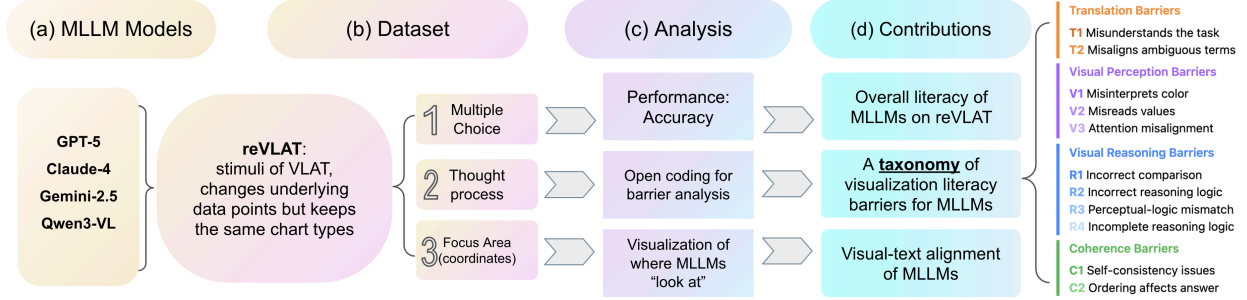 (a) MLLM Models
(b) Dataset
(c) Analysis
(d) Contributions
GPT-5
Claude-4
Gemini-2.5
Qwen3-VL
reVLAT:
stimuli of VLAT,
changes underlying
data points but keeps
the same chart types
1 Multiple
Choice
2 Thought
process
3 Focus Area
(coordinates)
Performance:
Accuracy
Open coding for
barrier analysis
Visualization of
where MLLMs
“look at”
Overall literacy of
MLLMs on reVLAT
A taxonomy of
visualization literacy
barriers for MLLMs
Visual-text alignment
of MLLMs
Translation Barriers
T1 Misunderstands the task
T2 Misaligns ambiguous terms
Visual Perception Barriers
V1 Misinterprets color
V2 Misreads values
V3 Attention misalignment
Visual Reasoning Barriers
R1 Incorrect comparison
R2 Incorrect reasoning logic
R3 Perceptual-logic mismatch
R4 Incomplete reasoning logic
Coherence Barriers
C1 Self-consistency issues
C2 Ordering affects answer